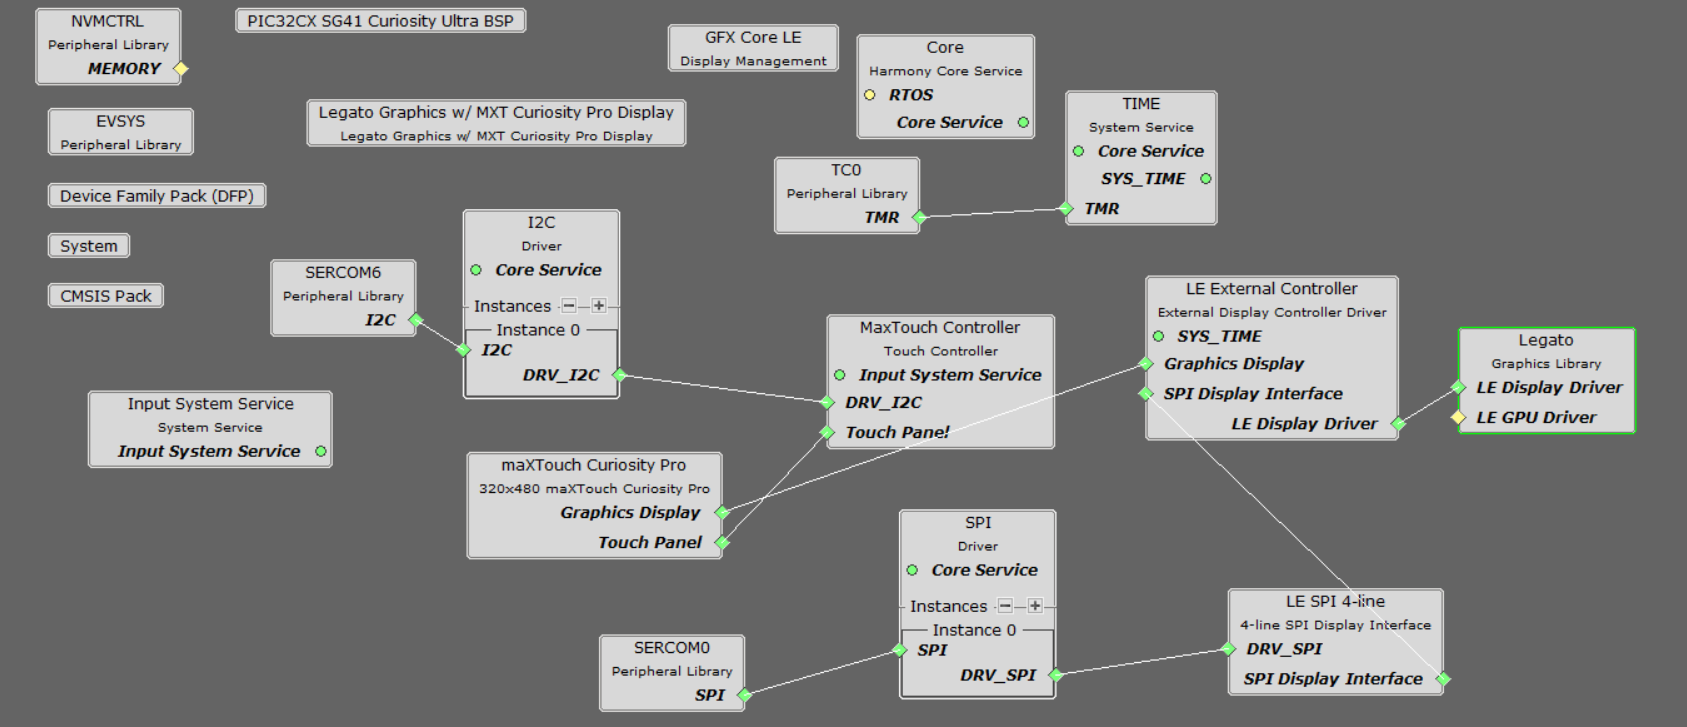 NVMCTRL
Peripheral Library
MEMORY
PIC32CX SG41 Curiosity Ultra BSP
GFX Core LE
Display Management
Core
Harmony Core Service
RTOS
Core Service
TIME
System Service
Core Service
SYS_TIME
TMR
EVSYS
Peripheral Library
Legato Graphics w/ MXT Curiosity Pro Display
Legato Graphics w/ MXT Curiosity Pro Display
TC0
Peripheral Library
TMR
Device Family Pack (DFP)
System
CMSIS Pack
I2C
Driver
Core Service
Instances
Instance 0
I2C
DRV_I2C
SERCOM6
Peripheral Library
I2C
LE External Controller
External Display Controller Driver
SYS_TIME
Graphics Display
SPI Display Interface
LE Display Driver
MaxTouch Controller
Touch Controller
Input System Service
DRV_I2C
Touch Panel
Legato
Graphics Library
LE Display Driver
LE GPU Driver
Input System Service
System Service
Input System Service
maXTouch Curiosity Pro
320x480 maXTouch Curiosity Pro
Graphics Display
Touch Panel
SPI
Driver
Core Service
Instances
Instance 0
SPI
DRV_SPI
LE SPI 4-line
4-line SPI Display Interface
DRV_SPI
SPI Display Interface
SERCOM0
Peripheral Library
SPI